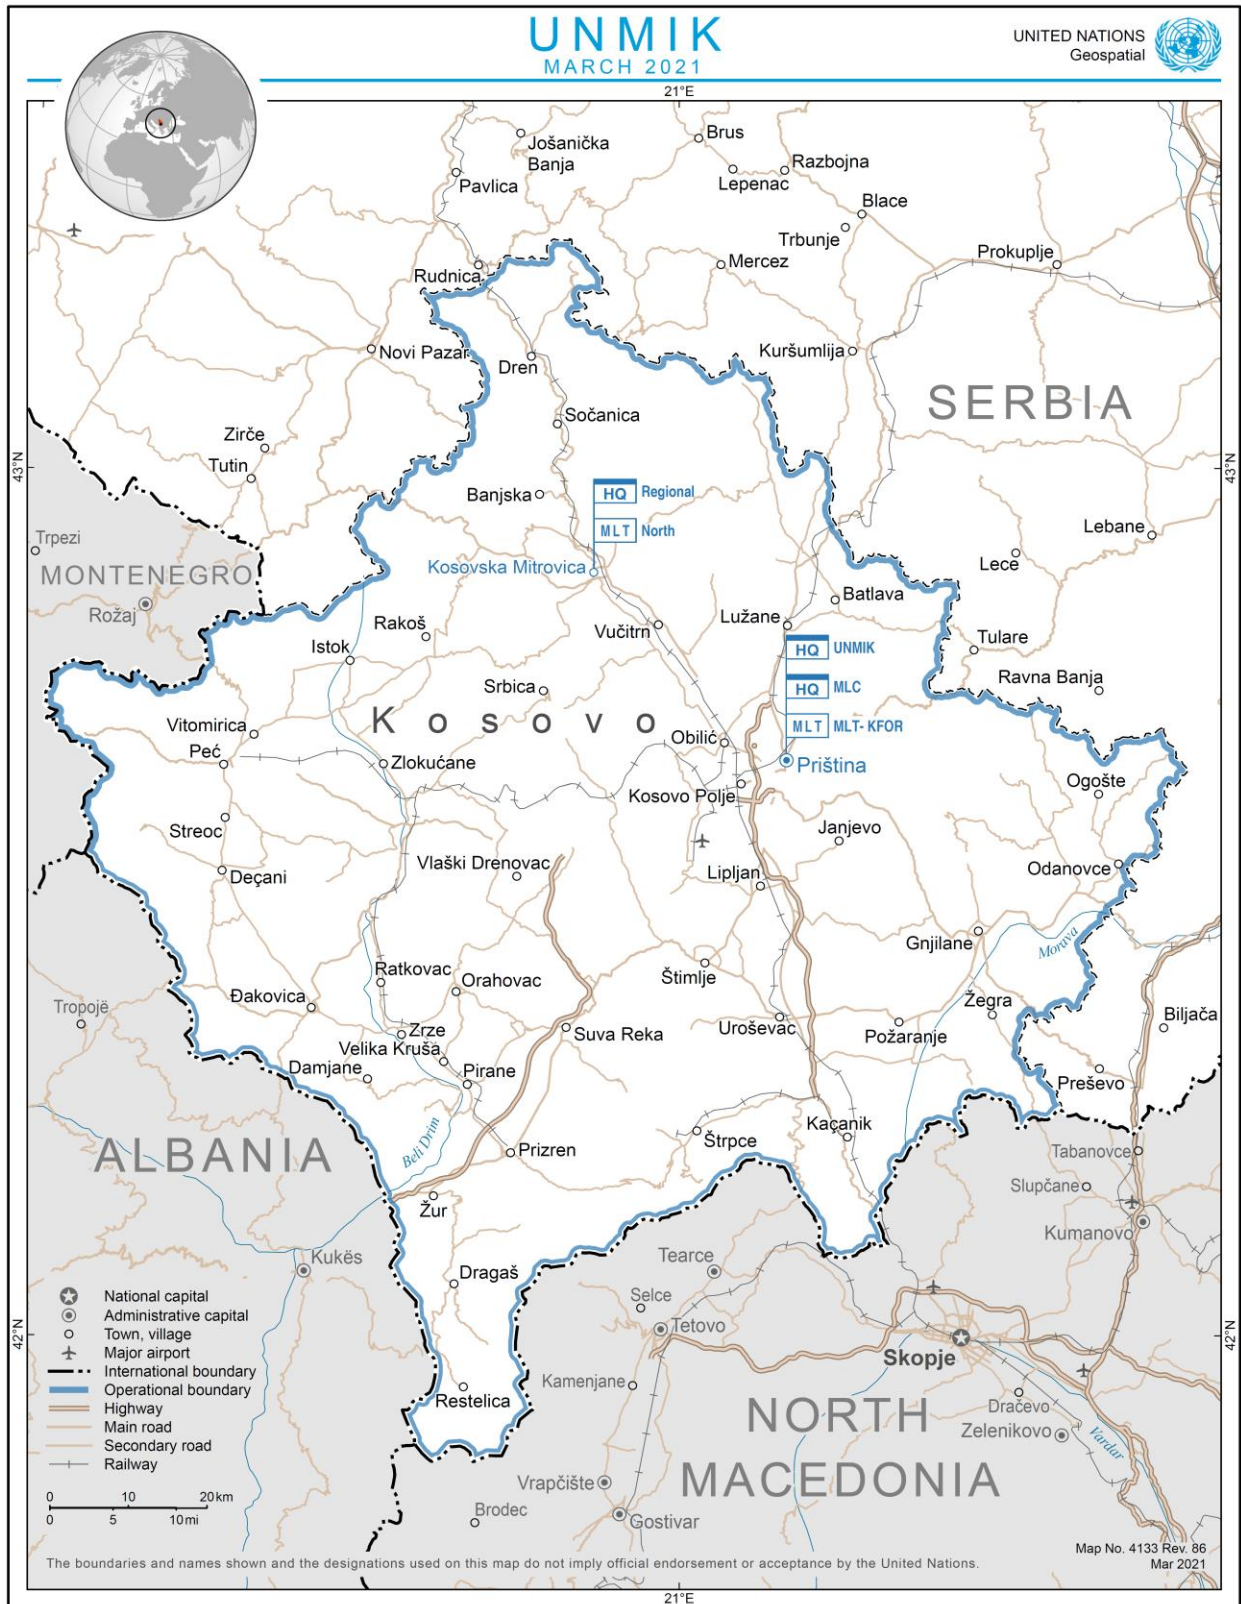 UNMIK
MARCH 2021
UNITED NATIONS
Geospatial
21°E
Jošanička
Banja
Brus
Pavlica
Lepenac
Razbojna
Blace
Trbunje
Rudnica
Mercez
Prokuplje
Novi Pazar
Dren
Kuršumlija
SERBIA
Sočanica
Zirče
Tutin
43°N
43°N
Banjska
HQ Regional
MLT North
Trpezi
Lebane
Lece
MONTENEGRO
Kosovska Mitrovica
Rožaj
Batlava
Rakoš
Vučitrn
Lužane
Istok
Tulare
HQ UNMIK
Srbica
HQ MLC
Ravna Banja
Vitomirica
Kosovo
MLT MLT-KFOR
Obilić
Peć
Zlokućane
Priština
Kosovo Polje
Ogošte
Streoc
Janjevo
Vlaški Drenovac
Deçani
Lipljan
Odanovce
Gnjilane
Morava
Štimlje
Ratkovac
Orahovac
Đakovica
Tropojë
Žegra
Zrze
Suva Reka
Uroševac
Požaranje
Biljača
Velika Kruša
Damjane
Pirane
Preševo
Kaçanik
Štrpce
ALBANIA
Beli Drim
Prizren
Tabanovce
Žur
Slupčane
Kumanovo
Kukës
Tearce
Dragaš
Selce
Tetovo
42°N
42°N
Skopje
Kamenjane
Restelica
Dračevo
NORTH
MACEDONIA
Zelenikovo
Vardar
Vrapčište
Brodec
Gostivar
National capital
Administrative capital
Town, village
Major airport
International boundary
Operational boundary
Highway
Main road
Secondary road
Railway
0 10 20 km
0 5 10 mi
The boundaries and names shown and the designations used on this map do not imply official endorsement or acceptance by the United Nations.
Map No. 4133 Rev. 86
Mar 2021
21°E